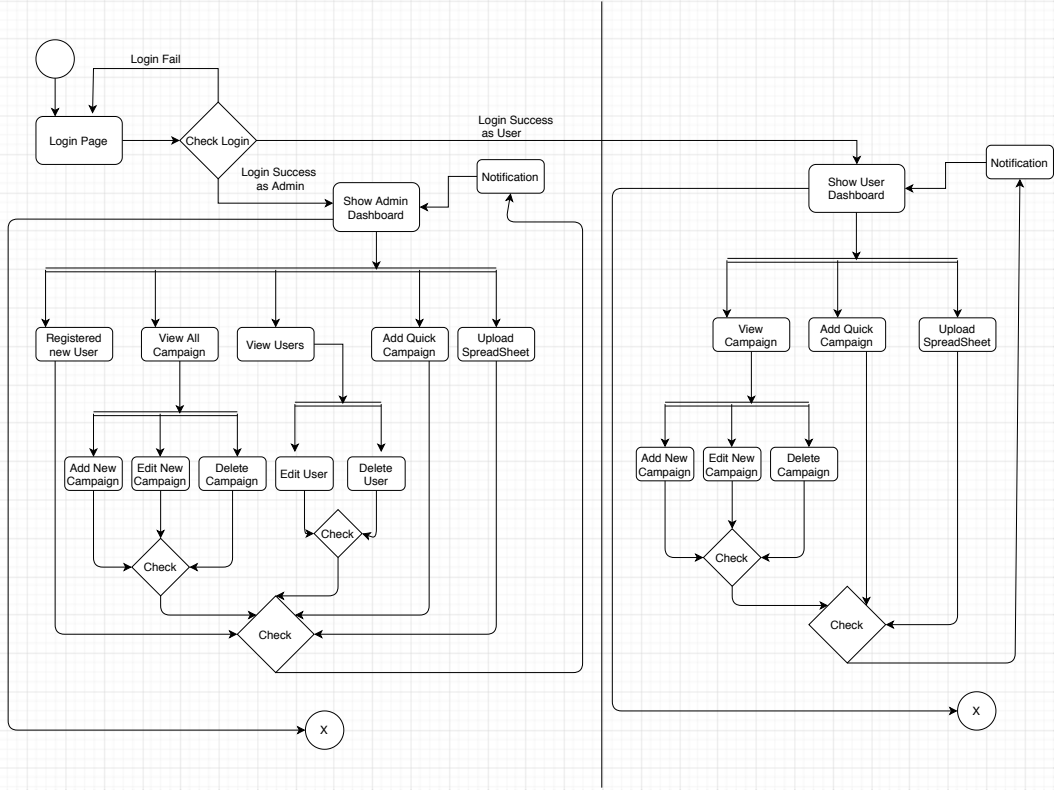 Login Fail
Login Page
Check Login
Login Success
as User
Login Success
as Admin
Notification
Show Admin
Dashboard
Notification
Show User
Dashboard
Registered
new User
View All
Campaign
View Users
Add Quick
Campaign
Upload
SpreadSheet
View
Campaign
Add Quick
Campaign
Upload
SpreadSheet
Add New
Campaign
Edit New
Campaign
Delete
Campaign
Edit User
Delete
User
Add New
Campaign
Edit New
Campaign
Delete
Campaign
Check
Check
Check
Check
Check
X
X